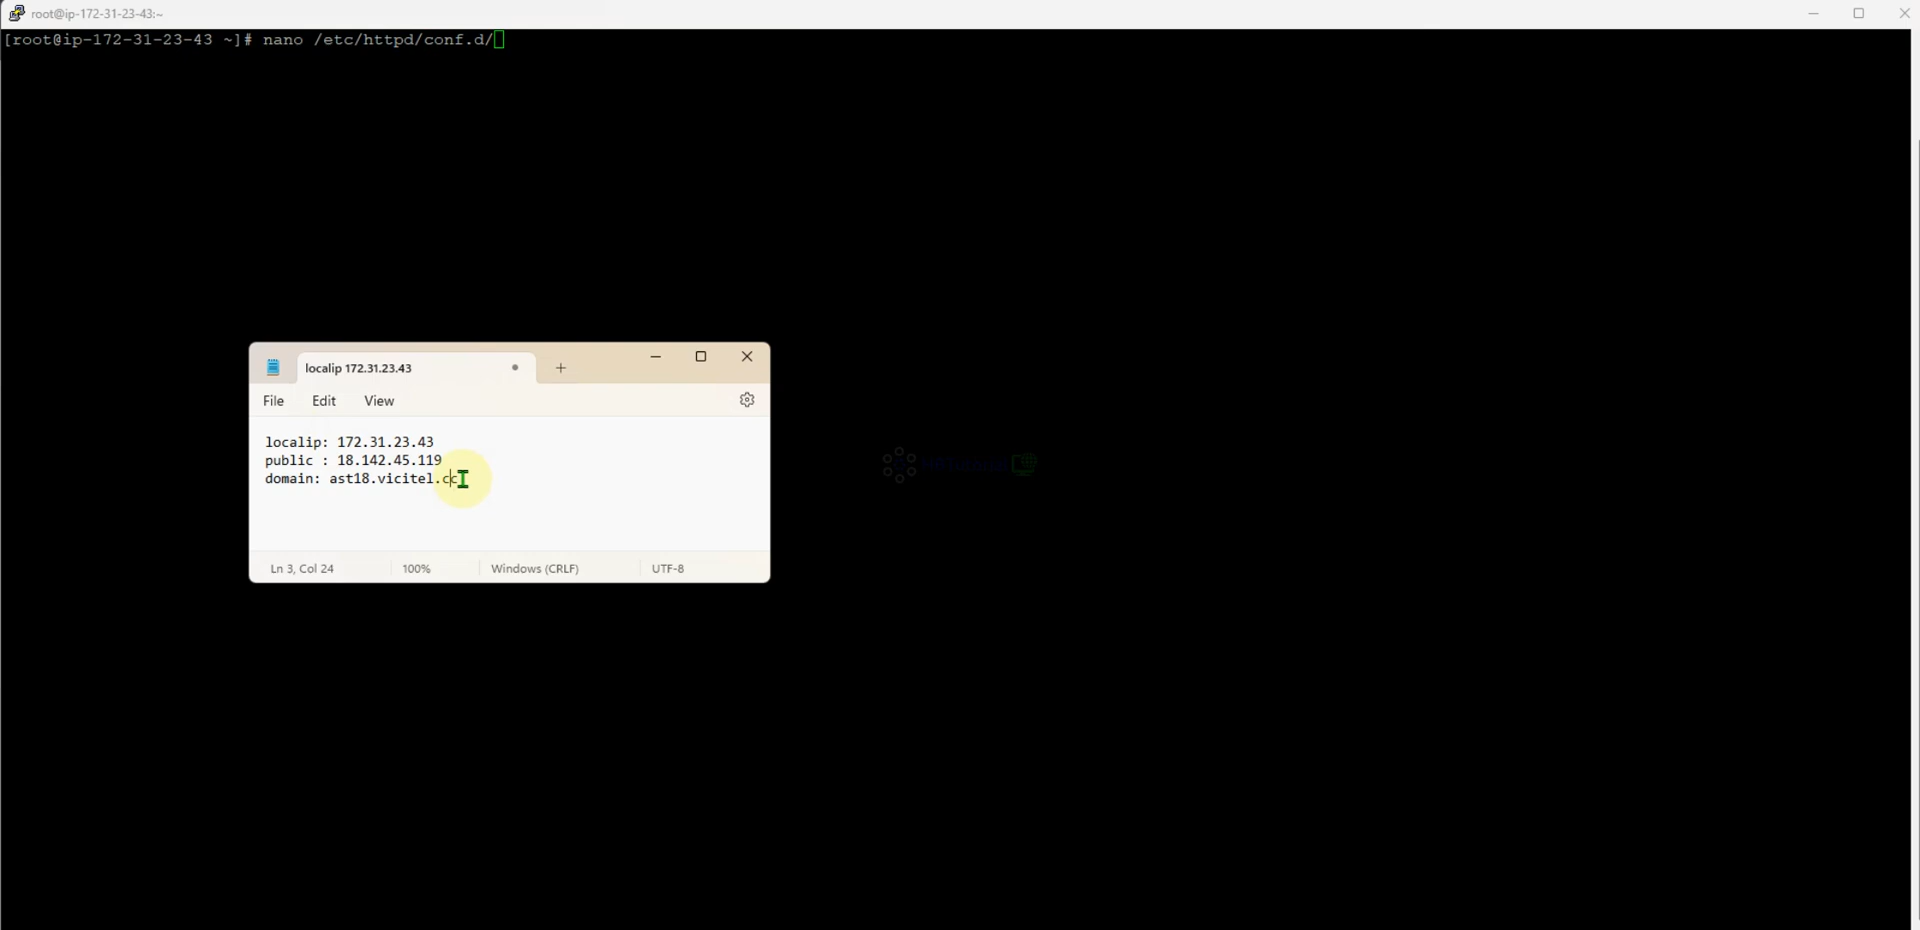 root@ip-172-31-23-43:~
[root@ip-172-31-23-43 ~]# nano /etc/httpd/conf.d/
localip 172.31.23.43
File Edit View
localip: 172.31.23.43
public : 18.142.45.119
domain: ast18.vicitel.cc
Ln 3, Col 24 100% Windows (CRLF) UTF-8